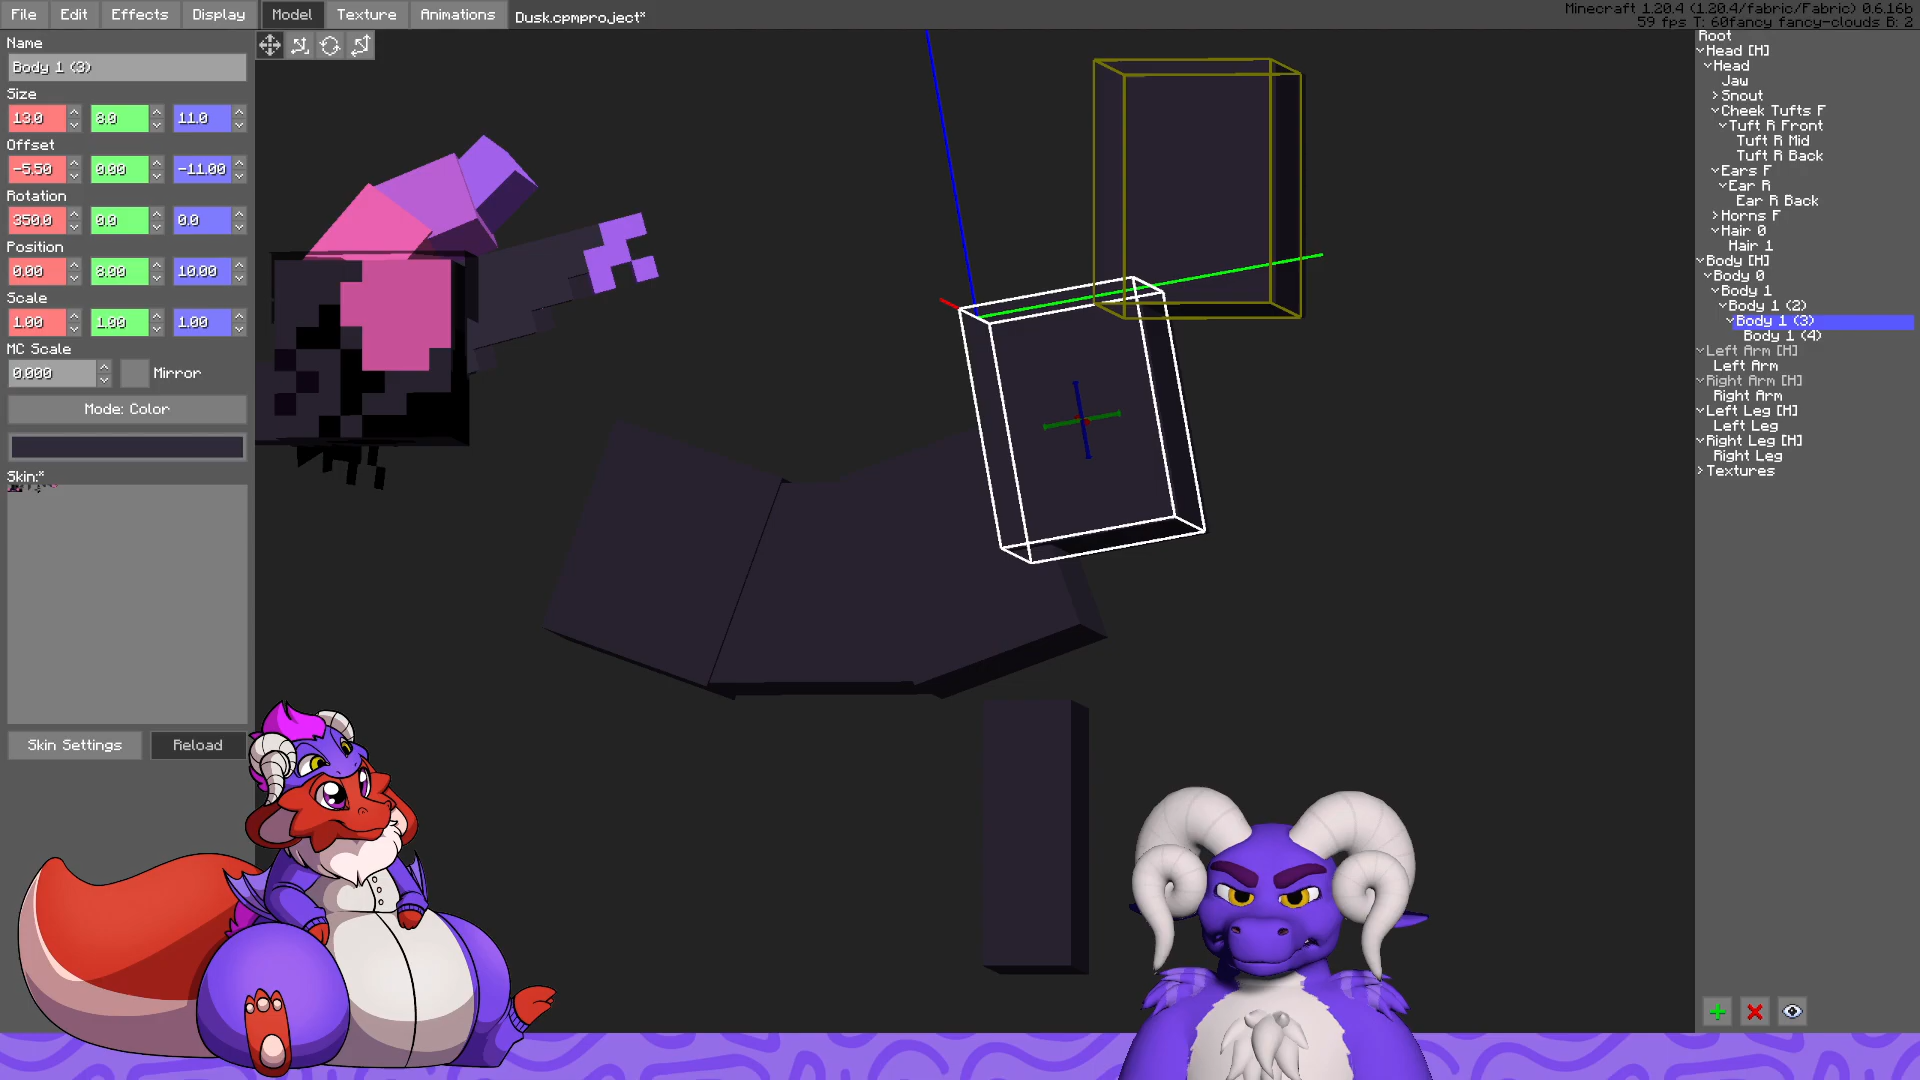 File Edit Effects Display Model Texture Animations Dusk.cpmproject*
Minecraft 1.20.4 (1.20.4/fabric/Fabric) 0.6.16b
59 fps T: 60fancy fancy-clouds B: 2
Name
Body 1 (3)
Size
13.0 8.0 11.0
Offset
-5.50 0.00 -11.00
Rotation
350.0 0.0 0.0
Position
0.00 8.00 10.00
Scale
1.00 1.00 1.00
MC Scale
0.000 Mirror
Mode: Color
Skin:*
Skin Settings Reload
Root
Head [H]
Head
Jaw
Snout
Cheek Tufts F
Tuft R Front
Tuft R Mid
Tuft R Back
Ears F
Ear R
Ear R Back
Horns F
Hair 0
Hair 1
Body [H]
Body 0
Body 1
Body 1 (2)
Body 1 (3)
Body 1 (4)
Left Arm [H]
Left Arm
Right Arm [H]
Right Arm
Left Leg [H]
Left Leg
Right Leg [H]
Right Leg
Textures